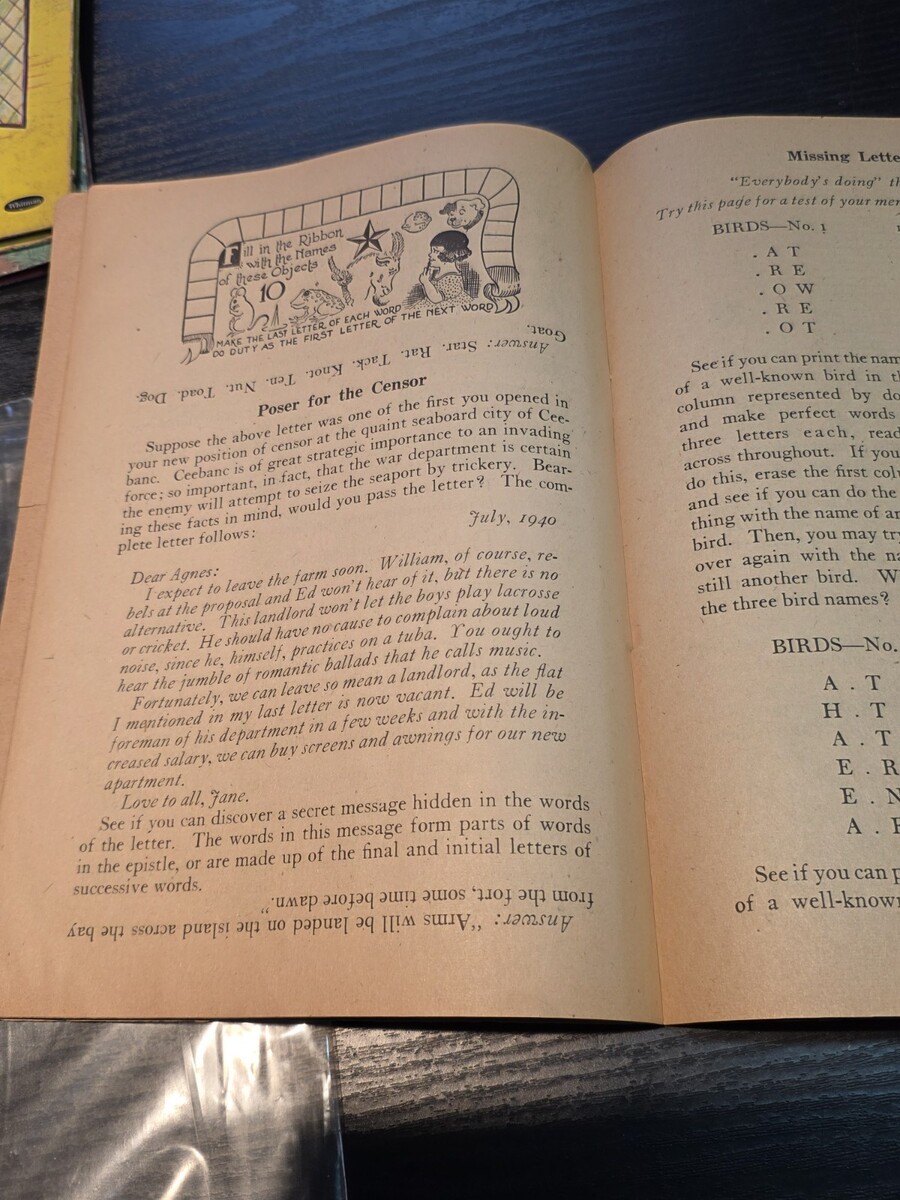 Whitman
Fill in the Ribbon
with the Names
of these Objects
10
MAKE THE LAST LETTER OF EACH WORD
DO DUTY AS THE FIRST LETTER OF THE NEXT WORD
Answer: Star. Rat. Tack. Knot. Ten. Nut. Toad. Dog.
Goat.
Poser for the Censor
Suppose the above letter was one of the first you opened in
your new position of censor at the quaint seaboard city of Cee-
banc. Ceebanc is of great strategic importance to an invading
force; so important, in fact, that the war department is certain
the enemy will attempt to seize the seaport by trickery. Bear-
ing these facts in mind, would you pass the letter? The com-
plete letter follows:
July, 1940
Dear Agnes:
I expect to leave the farm soon. William, of course, re-
bels at the proposal and Ed won't hear of it, but there is no
alternative. This landlord won't let the boys play lacrosse
or cricket. He should have no cause to complain about loud
noise, since he, himself, practices on a tuba. You ought to
hear the jumble of romantic ballads that he calls music.
Fortunately, we can leave so mean a landlord, as the flat
I mentioned in my last letter is now vacant. Ed will be
foreman of his department in a few weeks and with the in-
creased salary, we can buy screens and awnings for our new
apartment.
Love to all, Jane.
See if you can discover a secret message hidden in the words
of the letter. The words in this message form parts of words
in the epistle, or are made up of the final and initial letters of
successive words.
Answer: "Arms will be landed on the island across the bay
from the fort, some time before dawn."
Missing Lette
"Everybody's doing" th
Try this page for a test of your mem
BIRDS—No. 1
. A T
. R E
. O W
. R E
. O T
See if you can print the nam
of a well-known bird in th
column represented by do
and make perfect words
three letters each, read
across throughout. If you
do this, erase the first colu
and see if you can do the
thing with the name of an
bird. Then, you may try
over again with the na
still another bird. W
the three bird names?
BIRDS—No.
A . T
H . T
A . T
E . R
E . N
A . E
See if you can p
of a well-known